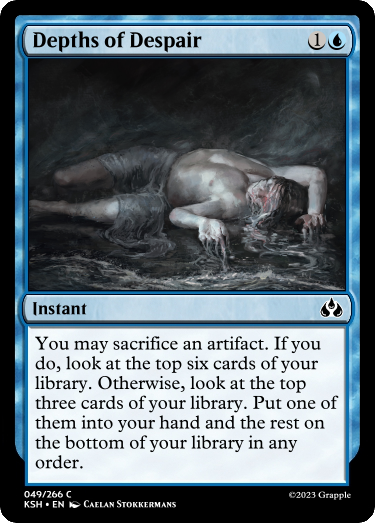 Depths of Despair 1
Instant
You may sacrifice an artifact. If you
do, look at the top six cards of your
library. Otherwise, look at the top
three cards of your library. Put one of
them into your hand and the rest on
the bottom of your library in any
order.
049/266 C
KSH • EN Caelan Stokkermans
©2023 Grapple